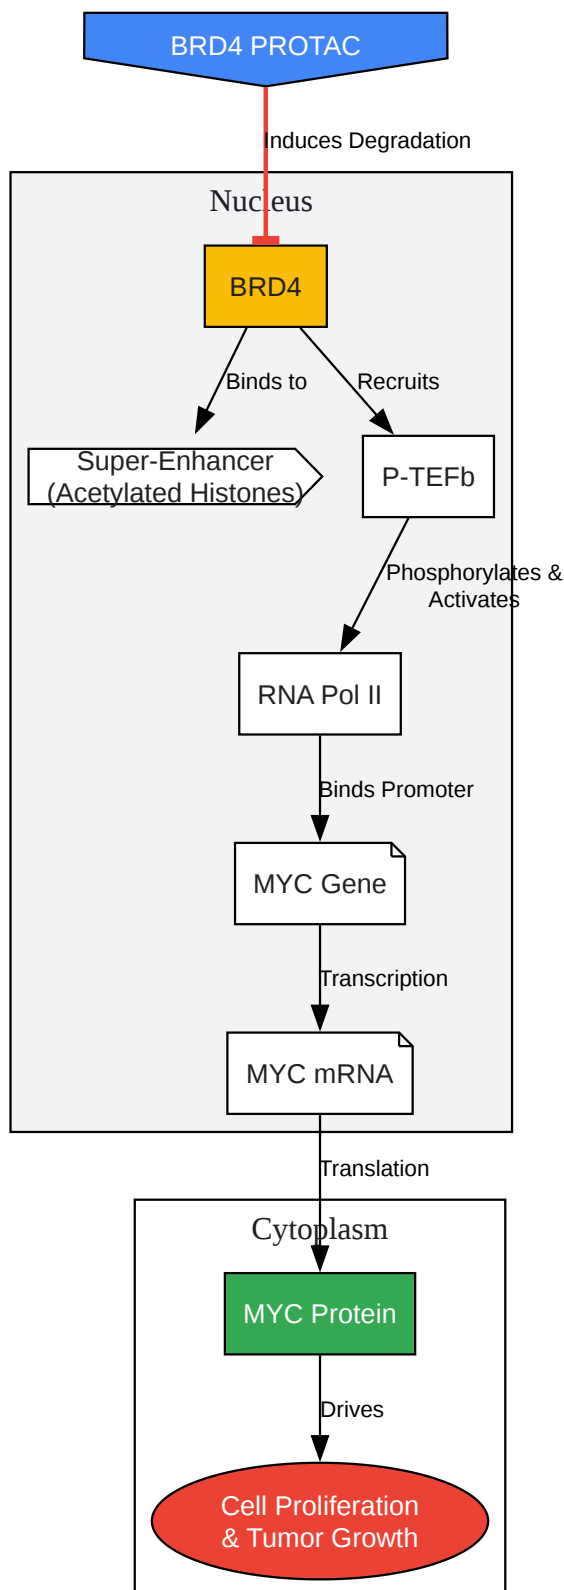 BRD4 PROTAC
Induces Degradation
Nucleus
BRD4
Binds to
Recruits
Super-Enhancer
(Acetylated Histones)
P-TEFb
Phosphorylates &
Activates
RNA Pol II
Binds Promoter
MYC Gene
Transcription
MYC mRNA
Translation
Cytoplasm
MYC Protein
Drives
Cell Proliferation
& Tumor Growth